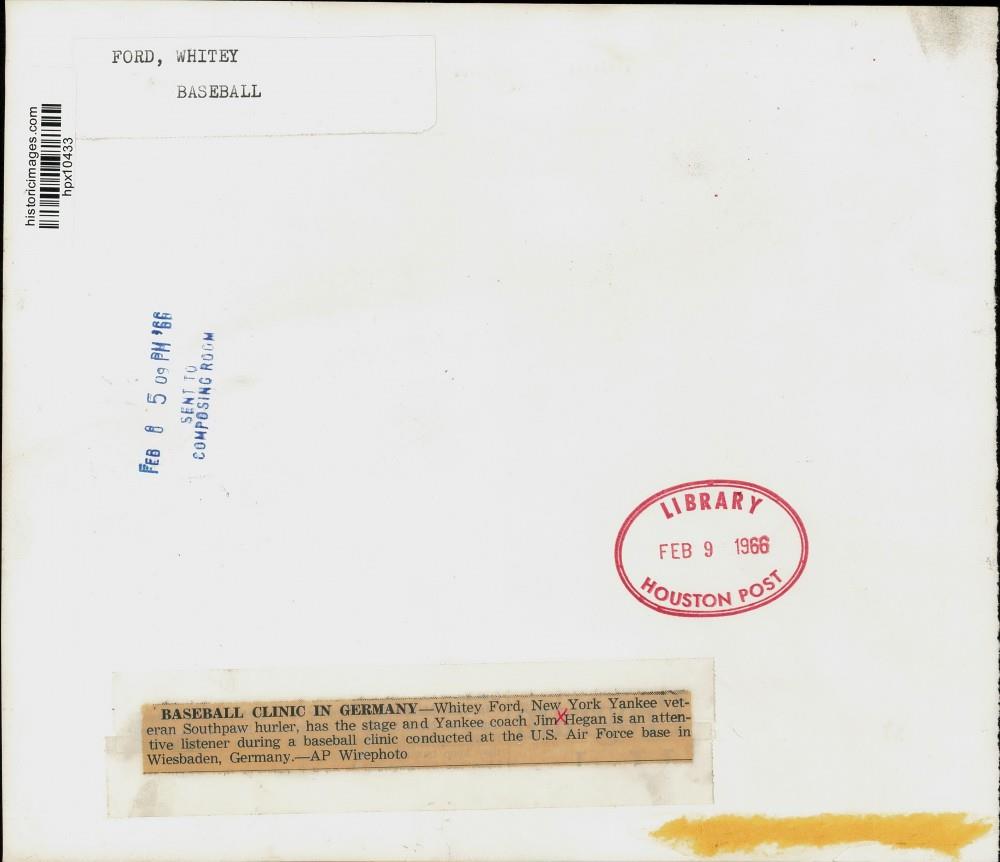 FORD, WHITEY
BASEBALL
historicimages.com
hpx10433
FEB 8 5 09 PM '66
SENT TO
COMPOSING ROOM
LIBRARY
FEB 9 1966
HOUSTON POST
BASEBALL CLINIC IN GERMANY—Whitey Ford, New York Yankee vet-
eran Southpaw hurler, has the stage and Yankee coach Jim Hegan is an atten-
tive listener during a baseball clinic conducted at the U.S. Air Force base in
Wiesbaden, Germany.—AP Wirephoto